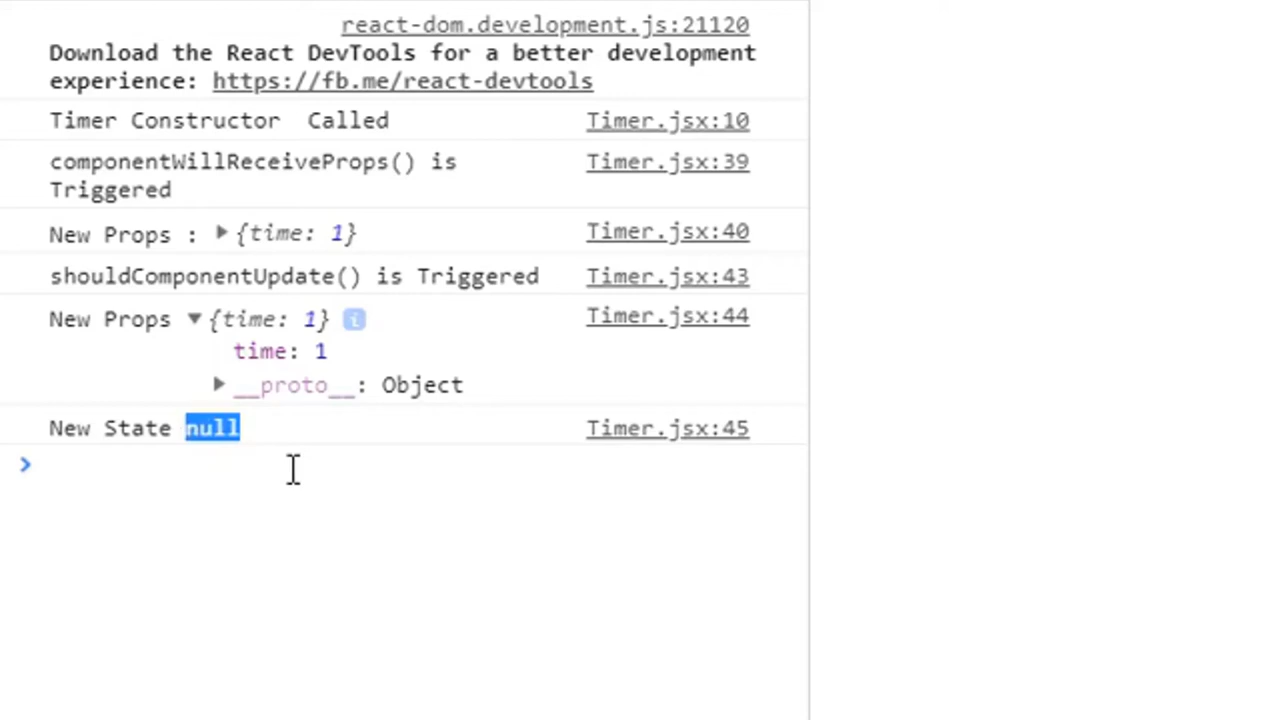 react-dom.development.js:21120
Download the React DevTools for a better development
experience: https://fb.me/react-devtools
Timer Constructor  Called Timer.jsx:10
componentWillReceiveProps() is Timer.jsx:39
Triggered
New Props : ▶{time: 1} Timer.jsx:40
shouldComponentUpdate() is Triggered Timer.jsx:43
New Props ▼{time: 1} i Timer.jsx:44
time: 1
▶__proto__: Object
New State null Timer.jsx:45
>